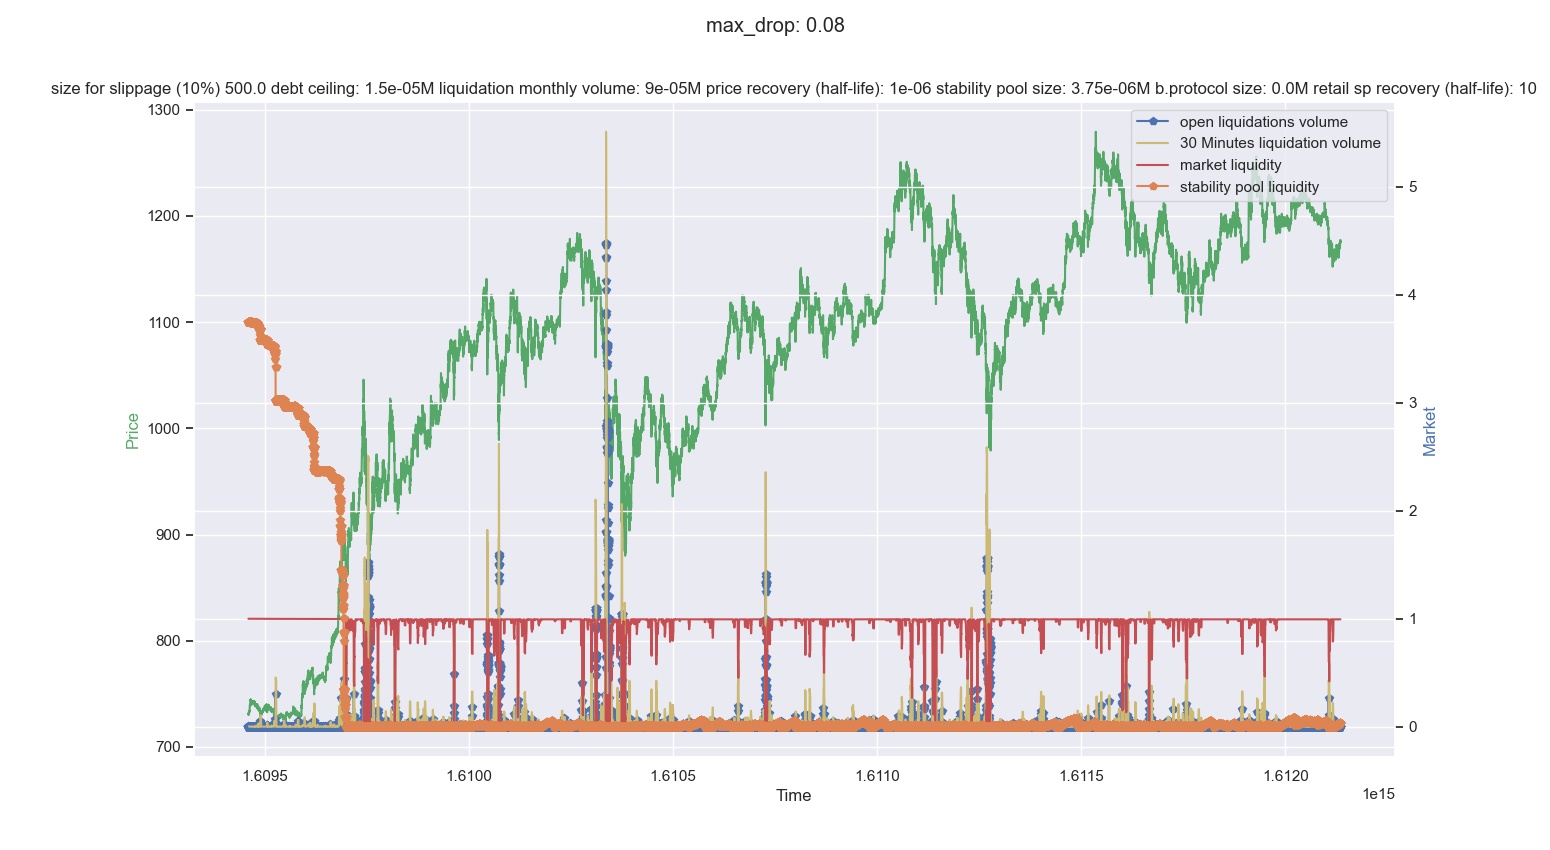 max_drop: 0.08
size for slippage (10%) 500.0 debt ceiling: 1.5e-05M liquidation monthly volume: 9e-05M price recovery (half-life): 1e-06 stability pool size: 3.75e-06M b.protocol size: 0.0M retail sp recovery (half-life): 10
open liquidations volume
30 Minutes liquidation volume
market liquidity
stability pool liquidity
Price
1300
1200
1100
1000
900
800
700
Market
5
4
3
2
1
0
1.6095 1.6100 1.6105 1.6110 1.6115 1.6120
Time
1e15